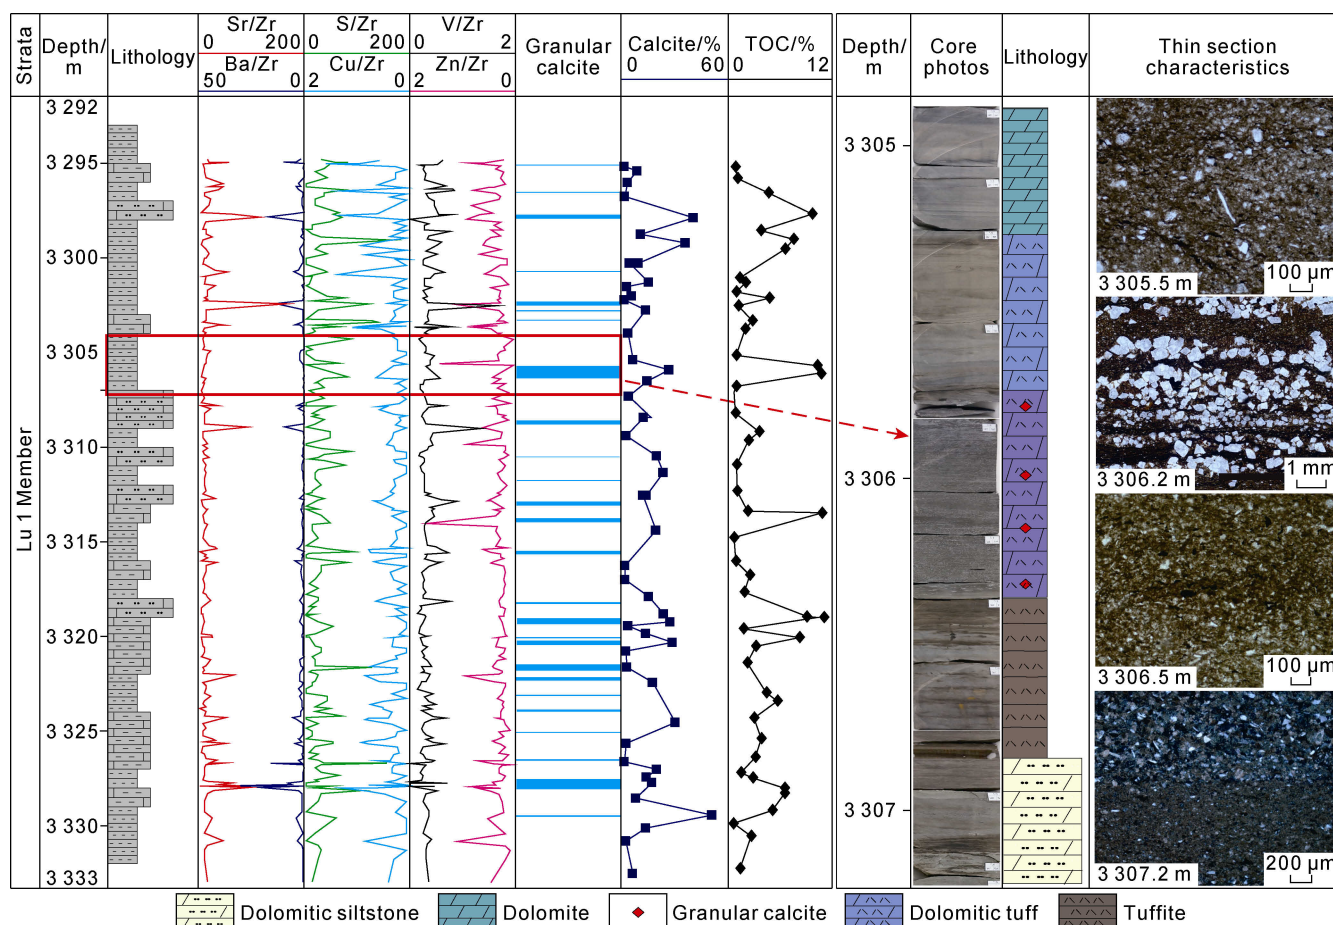 Strata
Depth/
m
Lithology
Sr/Zr
0 200
Ba/Zr
50 0
S/Zr
0 200
Cu/Zr
2 0
V/Zr
0 2
Zn/Zr
2 0
Granular
calcite
Calcite/%
0 60
TOC/%
0 12
Depth/
m
Core
photos
Lithology
Thin section
characteristics
Lu 1 Member
3 292
3 295
3 300
3 305
3 310
3 315
3 320
3 325
3 330
3 333
3 305
3 306
3 307
3 305.5 m
100 μm
3 306.2 m
1 mm
3 306.5 m
100 μm
3 307.2 m
200 μm
Dolomitic siltstone
Dolomite
Granular calcite
Dolomitic tuff
Tuffite